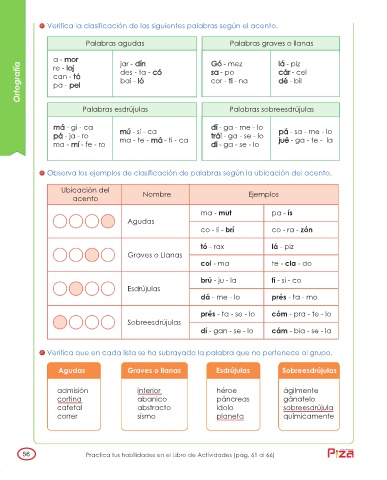 Ortografía
Verifica la clasificación de las siguientes palabras según el acento.
Palabras agudas
Palabras graves o llanas
a - mor
re - loj
can - tó
pa - pel
jar - dín
des - ta - có
bai - ló
Gó - mez
sa - po
cor - ti - na
lá - piz
cár - cel
dé - bil
Palabras esdrújulas
Palabras sobreesdrújulas
má - gi - ca
pá - ja - ro
ma - mí - fe - ro
mú - si - ca
ma - te - má - ti - ca
dí - ga - me - lo
trái - ga - se - lo
dí - ga - se - lo
pá - sa - me - lo
jué - ga - te - la
Observa los ejemplos de clasificación de palabras según la ubicación del acento.
Ubicación del acento
Nombre
Ejemplos
Agudas
ma - mut
pa - ís
co - li - brí
co - ra - zón
Graves o Llanas
tó - rax
lá - piz
col - ma
te - cla - do
Esdrújulas
brú - ju - la
tí - si - co
dá - me - lo
prés - ta - mo
Sobreesdrújulas
prés - ta - se - lo
cóm - pra - te - lo
dí - gan - se - lo
cám - bia - se - la
Verifica que en cada lista se ha subrayado la palabra que no pertenece al grupo.
Agudas
Graves o llanas
Esdrújulas
Sobreesdrújulas
admisión
cortina
cafetal
correr
interior
abanico
abstracto
sismo
héroe
páncreas
ídolo
planeta
ágilmente
gánatelo
sobreesdrújula
químicamente
56
Practica tus habilidades en el Libro de Actividades (pág. 61 al 66)